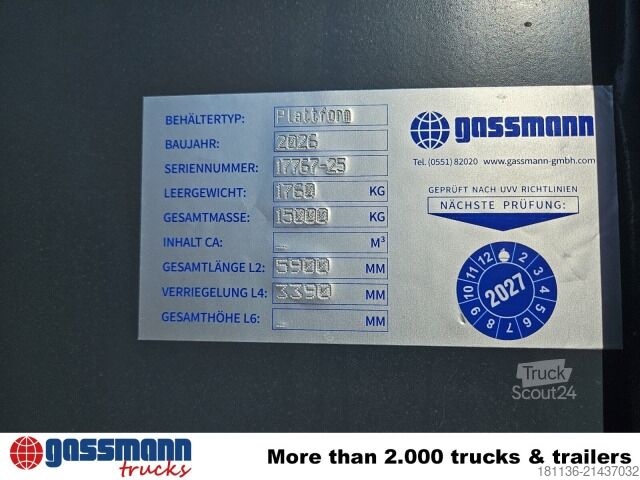 BEHÄLTERTYP: Plattform
BAUJAHR: 2026
SERIENNUMMER: 17767-25
LEERGEWICHT: 1760 KG
GESAMTMASSE: 15000 KG
INHALT CA: _ M³
GESAMTLÄNGE L2: 5900 MM
VERRIEGELUNG L4: 3390 MM
GESAMTHÖHE L6: _ MM
gassmann
Tel. (0551) 82020 www.gassmann-gmbh.com
GEPRÜFT NACH UVV RICHTLINIEN
NÄCHSTE PRÜFUNG:
2 3 4 5 6 7 8 9 10 11 12
2027
Truck
Scout24
gassmann
trucks
More than 2.000 trucks & trailers
181136-21437032